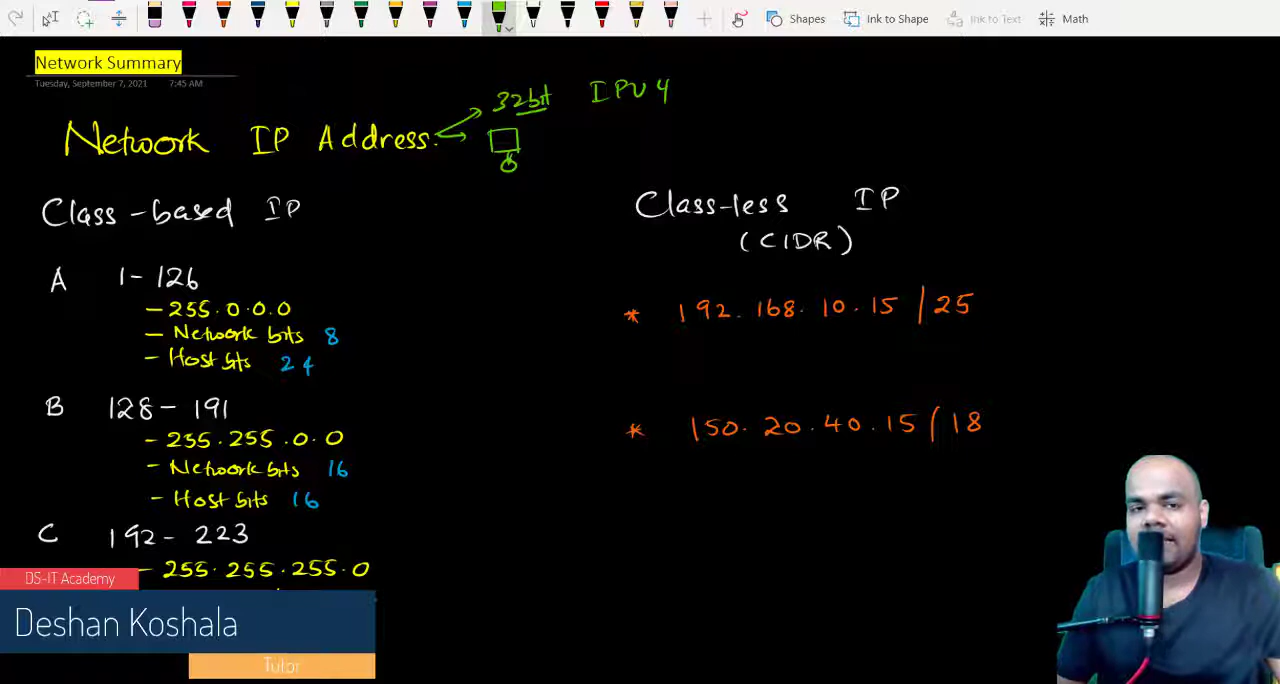 Shapes
Ink to Shape
Ink to Text
Math
Network Summary
Tuesday, September 7, 2021 7:45 AM
32bit IPV4
Network IP Address
Class-based IP
Class-less IP
(CIDR)
A 1-126
- 255.0.0.0
- Network bits 8
- Host bts 24
* 192.168.10.15/25
B 128-191
- 255.255.0.0
- Network bits 16
- Host bits 16
* 150.20.40.15/18
C 192-223
- 255.255.255.0
DS-IT Academy
Deshan Koshala
Tutor